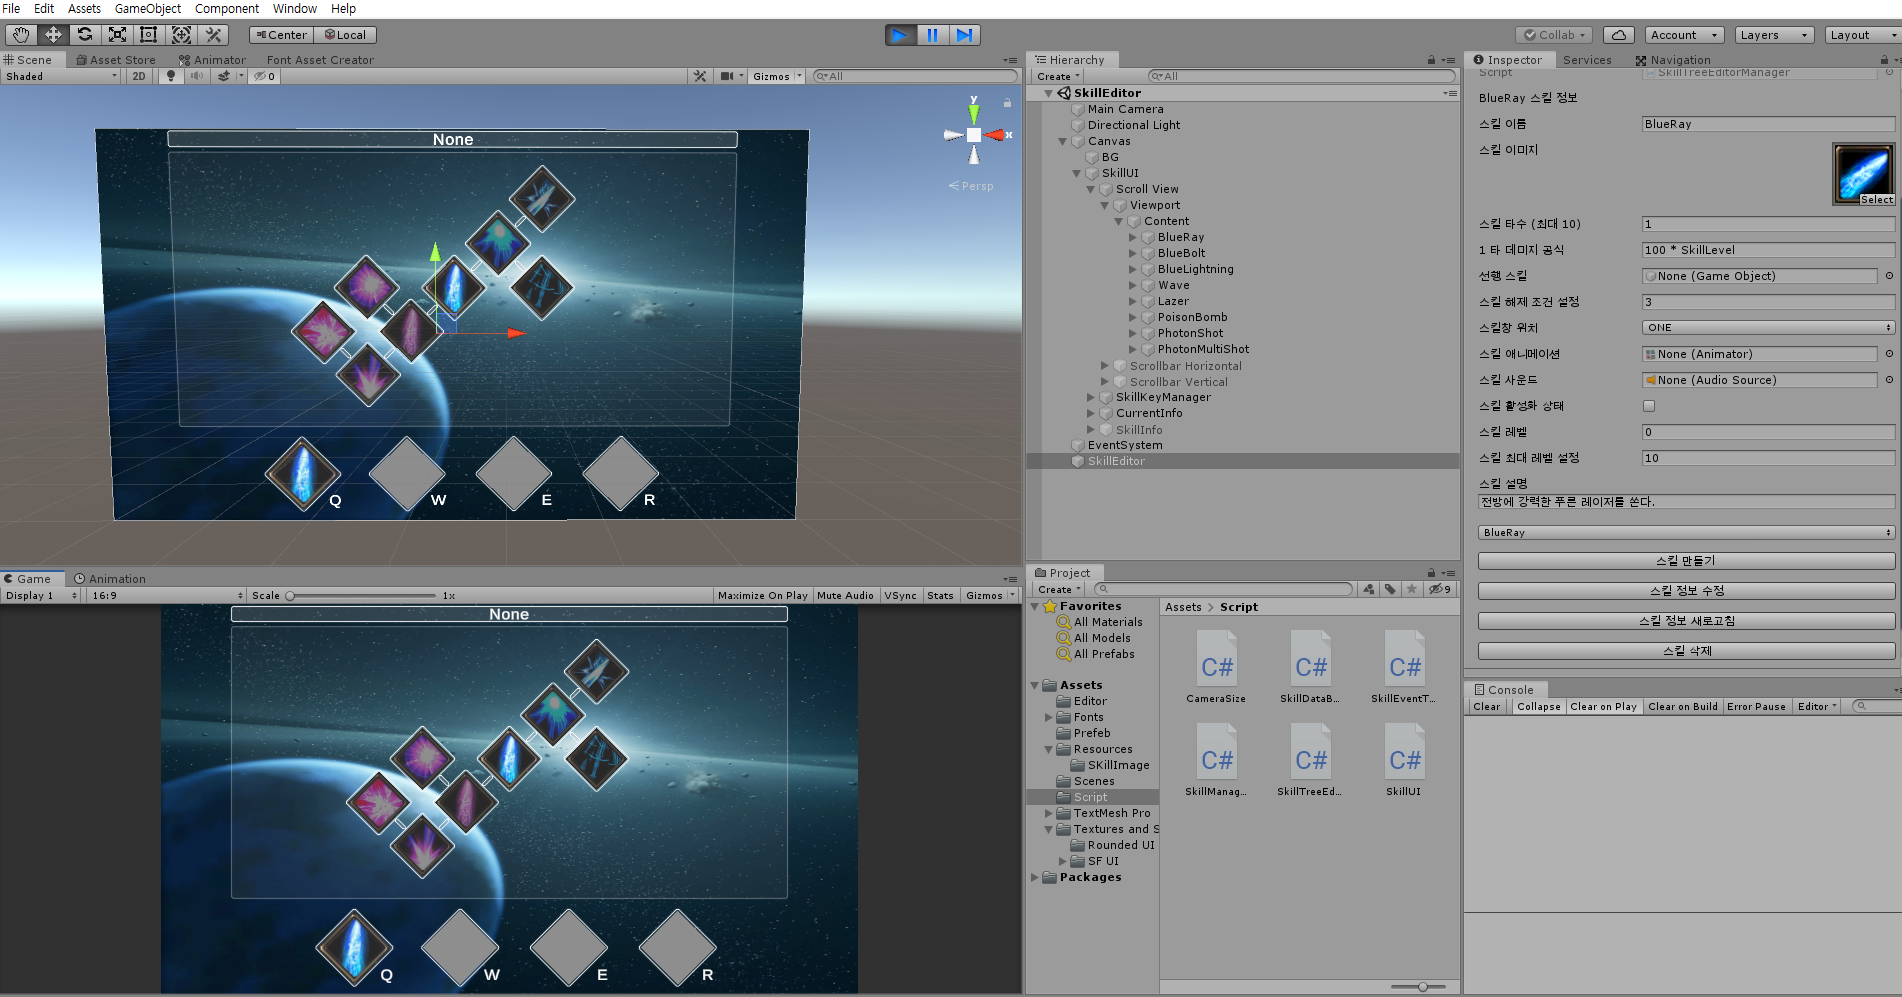 File Edit Assets GameObject Component Window Help
Center Local
Collab Account Layers Layout
Scene Asset Store Animator Font Asset Creator
Shaded 2D 0 Gizmos All
None
y
x
Persp
Q W E R
Game Animation
Display 1 16:9 Scale 1x Maximize On Play Mute Audio VSync Stats Gizmos
None
Q W E R
Hierarchy
Create All
SkillEditor
Main Camera
Directional Light
Canvas
BG
SkillUI
Scroll View
Viewport
Content
BlueRay
BlueBolt
BlueLightning
Wave
Lazer
PoisonBomb
PhotonShot
PhotonMultiShot
Scrollbar Horizontal
Scrollbar Vertical
SkillKeyManager
CurrentInfo
SkillInfo
EventSystem
SkillEditor
Project
Create 9
Favorites
All Materials
All Models
All Prefabs
Assets
Editor
Fonts
Prefeb
Resources
SKillImage
Scenes
Script
TextMesh Pro
Textures and S
Rounded UI
SF UI
Packages
Assets > Script
CameraSize SkillDataB... SkillEventT...
SkillManag... SkillTreeEd... SkillUI
Inspector Services Navigation
Script SkillTreeEditorManager
BlueRay 스킬 정보
스킬 이름 BlueRay
스킬 이미지
Select
스킬 타수 (최대 10) 1
1 타 데미지 공식 100 * SkillLevel
선행 스킬 None (Game Object)
스킬 해제 조건 설정 3
스킬창 위치 ONE
스킬 애니메이션 None (Animator)
스킬 사운드 None (Audio Source)
스킬 활성화 상태
스킬 레벨 0
스킬 최대 레벨 설정 10
스킬 설명
전방에 강력한 푸른 레이저를 쏜다.
BlueRay
스킬 만들기
스킬 정보 수정
스킬 정보 새로고침
스킬 삭제
Console
Clear Collapse Clear on Play Clear on Build Error Pause Editor